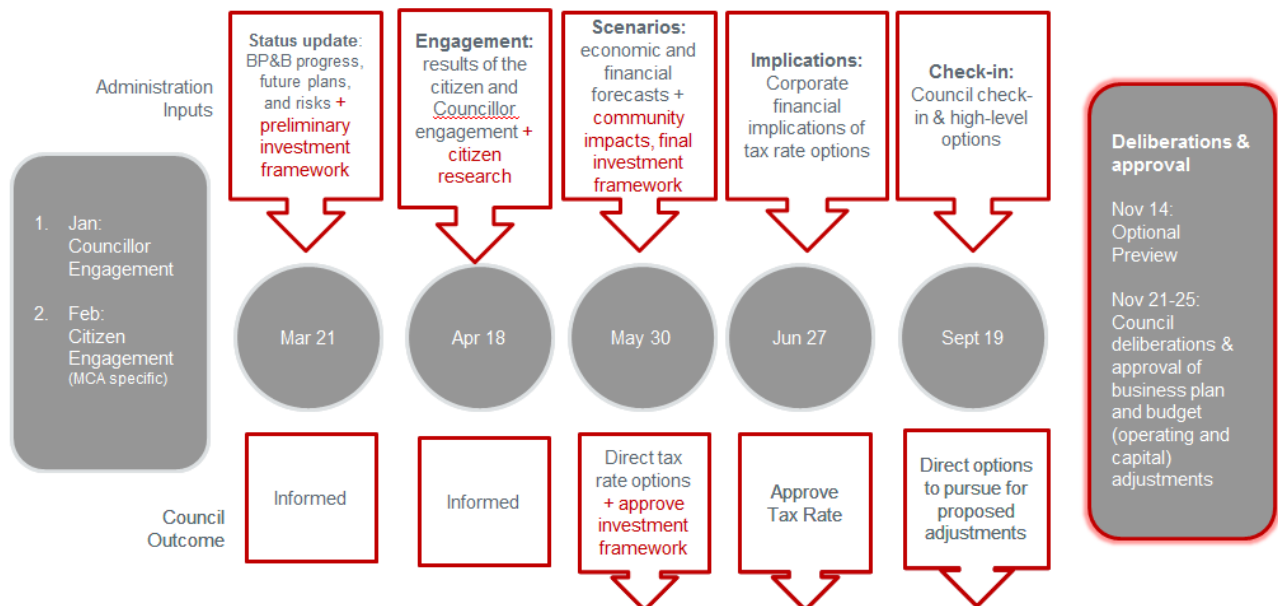 Administration
Inputs
Status update:
BP&B progress,
future plans,
and risks +
preliminary
investment
framework
Engagement:
results of the
citizen and
Councillor
engagement +
citizen
research
Scenarios:
economic and
financial
forecasts +
community
impacts, final
investment
framework
Implications:
Corporate
financial
implications of
tax rate options
Check-in:
Council check-
in & high-level
options
1. Jan:
Councillor
Engagement
2. Feb:
Citizen
Engagement
(MCA specific)
Mar 21
Apr 18
May 30
Jun 27
Sept 19
Deliberations &
approval
Nov 14:
Optional
Preview
Nov 21-25:
Council
deliberations &
approval of
business plan
and budget
(operating and
capital)
adjustments
Council
Outcome
Informed
Informed
Direct tax
rate options
+ approve
investment
framework
Approve
Tax Rate
Direct options
to pursue for
proposed
adjustments